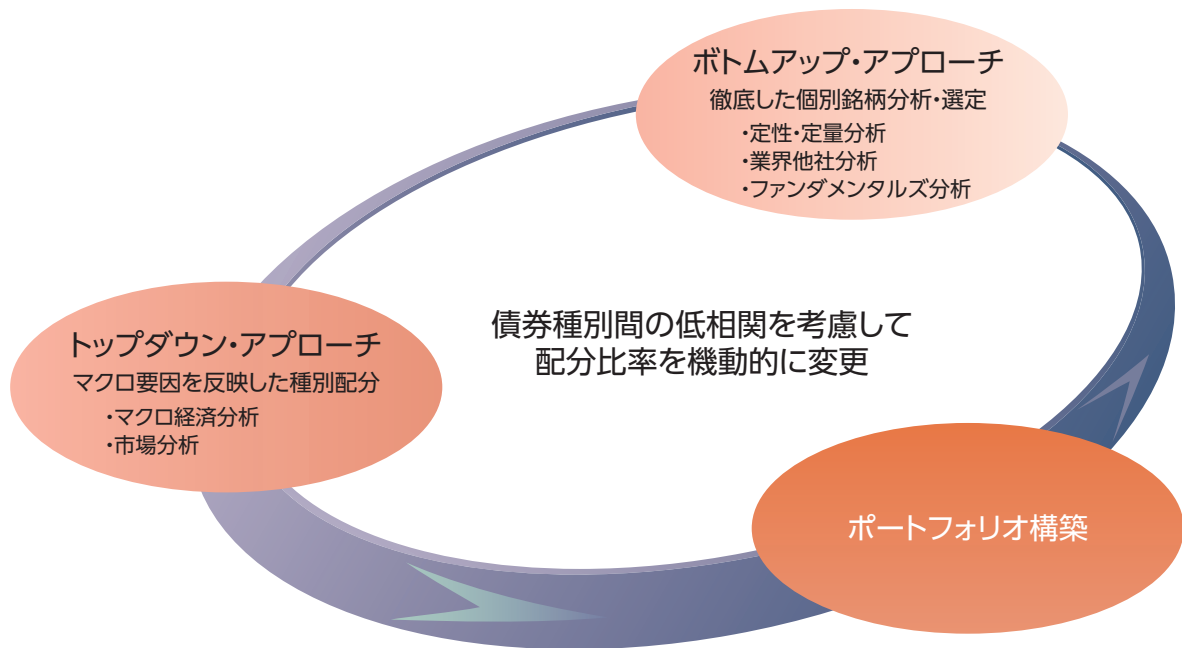 ボトムアップ・アプローチ
徹底した個別銘柄分析・選定
・定性・定量分析
・業界他社分析
・ファンダメンタルズ分析
トップダウン・アプローチ
マクロ要因を反映した種別配分
・マクロ経済分析
・市場分析
債券種別間の低相関を考慮して
配分比率を機動的に変更
ポートフォリオ構築